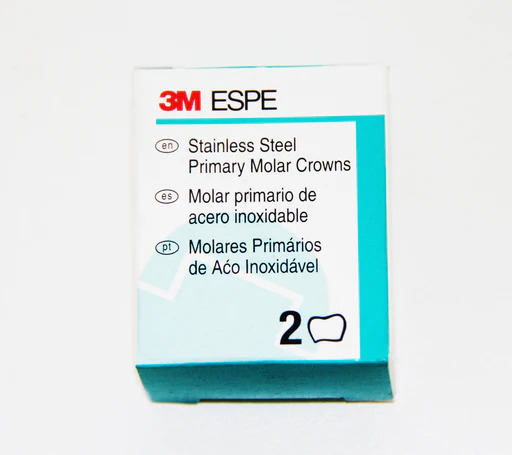 3M ESPE
en Stainless Steel
Primary Molar Crowns
es Molar primario de
acero inoxidable
pt Molares Primários
de Aćo Inoxidável
2